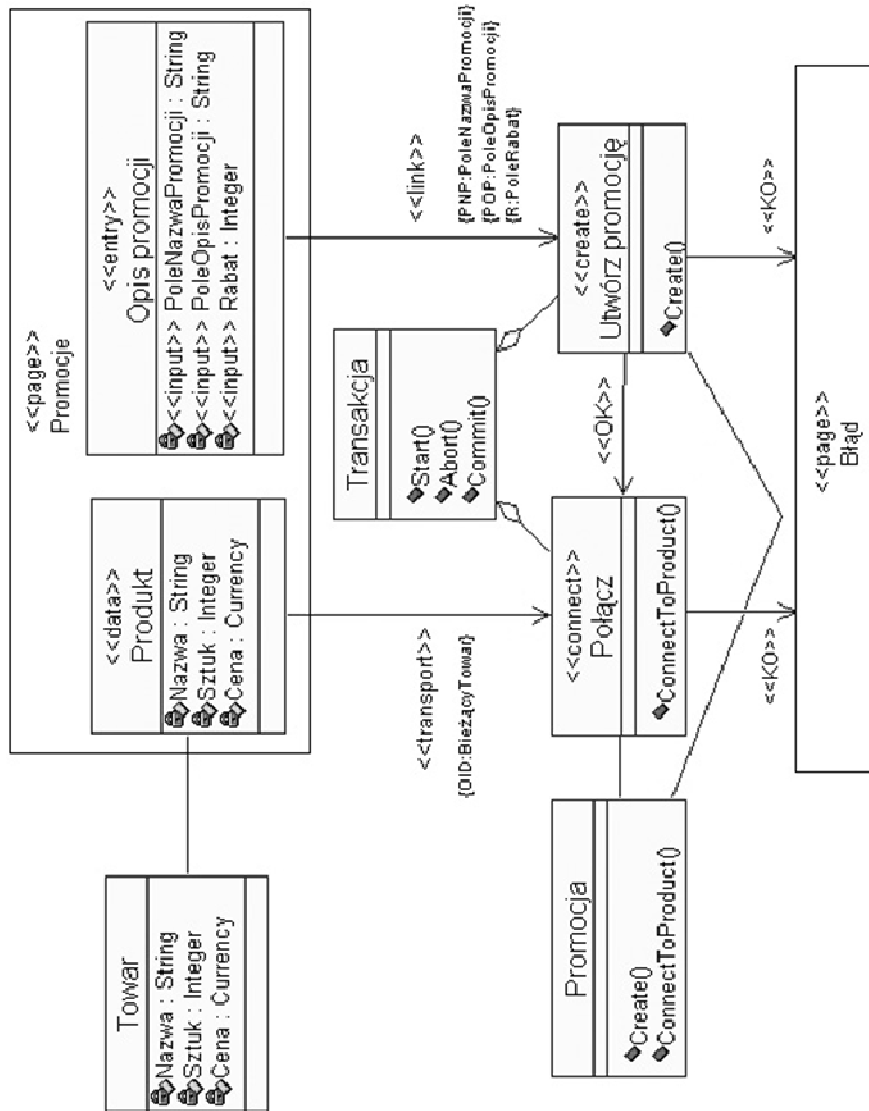 <<page>>
Promocje
<<entry>>
Opis promocji
<<input>> PoleNazwaPromocji : String
<<input>> PoleOpisPromocji : String
<<input>> Rabat : Integer
<<data>>
Produkt
Nazwa : String
Sztuk : Integer
Cena : Currency
Towar
Nazwa : String
Sztuk : Integer
Cena : Currency
<<transport>>
{OID:BieżącyTowar}
<<link>>
{PNP:PoleNazwaPromocji}
{POP:PoleOpisPromocji}
{R:PoleRabat}
Transakcja
Start()
Abort()
Commit()
Promocja
Create()
ConnectToProduct()
<<connect>>
Połącz
ConnectToProduct()
<<OK>>
<<create>>
Utwórz promocję
Create()
<<KO>>
<<KO>>
<<page>>
Błąd